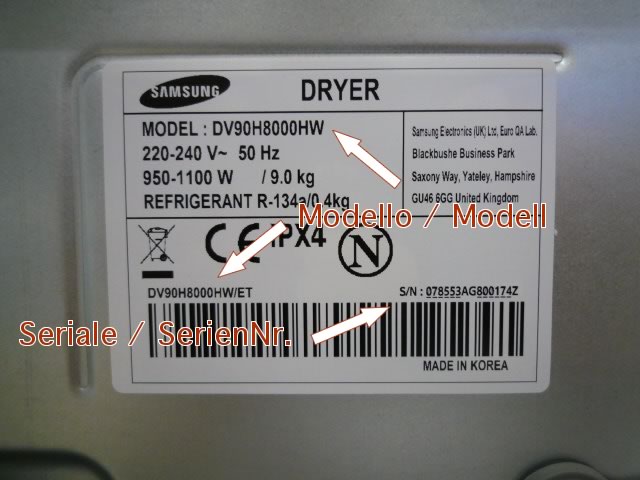 SAMSUNG
DRYER
MODEL : DV90H8000HW
220-240 V~ 50 Hz
950-1100 W / 9.0 kg
REFRIGERANT R-134a/0.4kg
Samsung Electronics (UK) Ltd, Euro QA Lab.
Blackbushe Business Park
Saxony Way, Yateley, Hampshire
GU46 6GG United Kingdom
Modello / Modell
CE IPX4 N
DV90H8000HW/ET
S/N : 078553AG800174Z
Seriale / SerienNr.
MADE IN KOREA